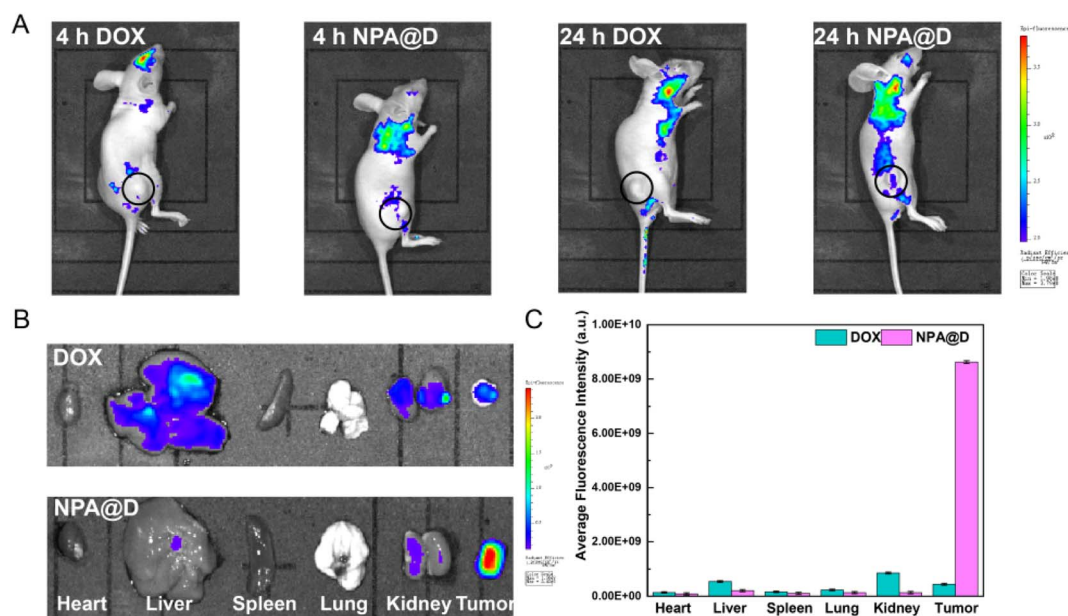 A
4 h DOX
4 h NPA@D
24 h DOX
24 h NPA@D
Color Scale
B
DOX
NPA@D
Heart Liver Spleen Lung Kidney Tumor
C
1.00E+10
8.00E+09
6.00E+09
4.00E+09
2.00E+09
0.00E+00
Average Fluorescence Intensity (a.u.)
DOX NPA@D
Heart Liver Spleen Lung Kidney Tumor